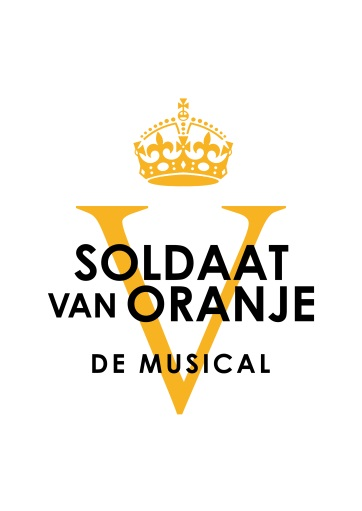 V
SOLDAAT
VAN ORANJE
DE MUSICAL